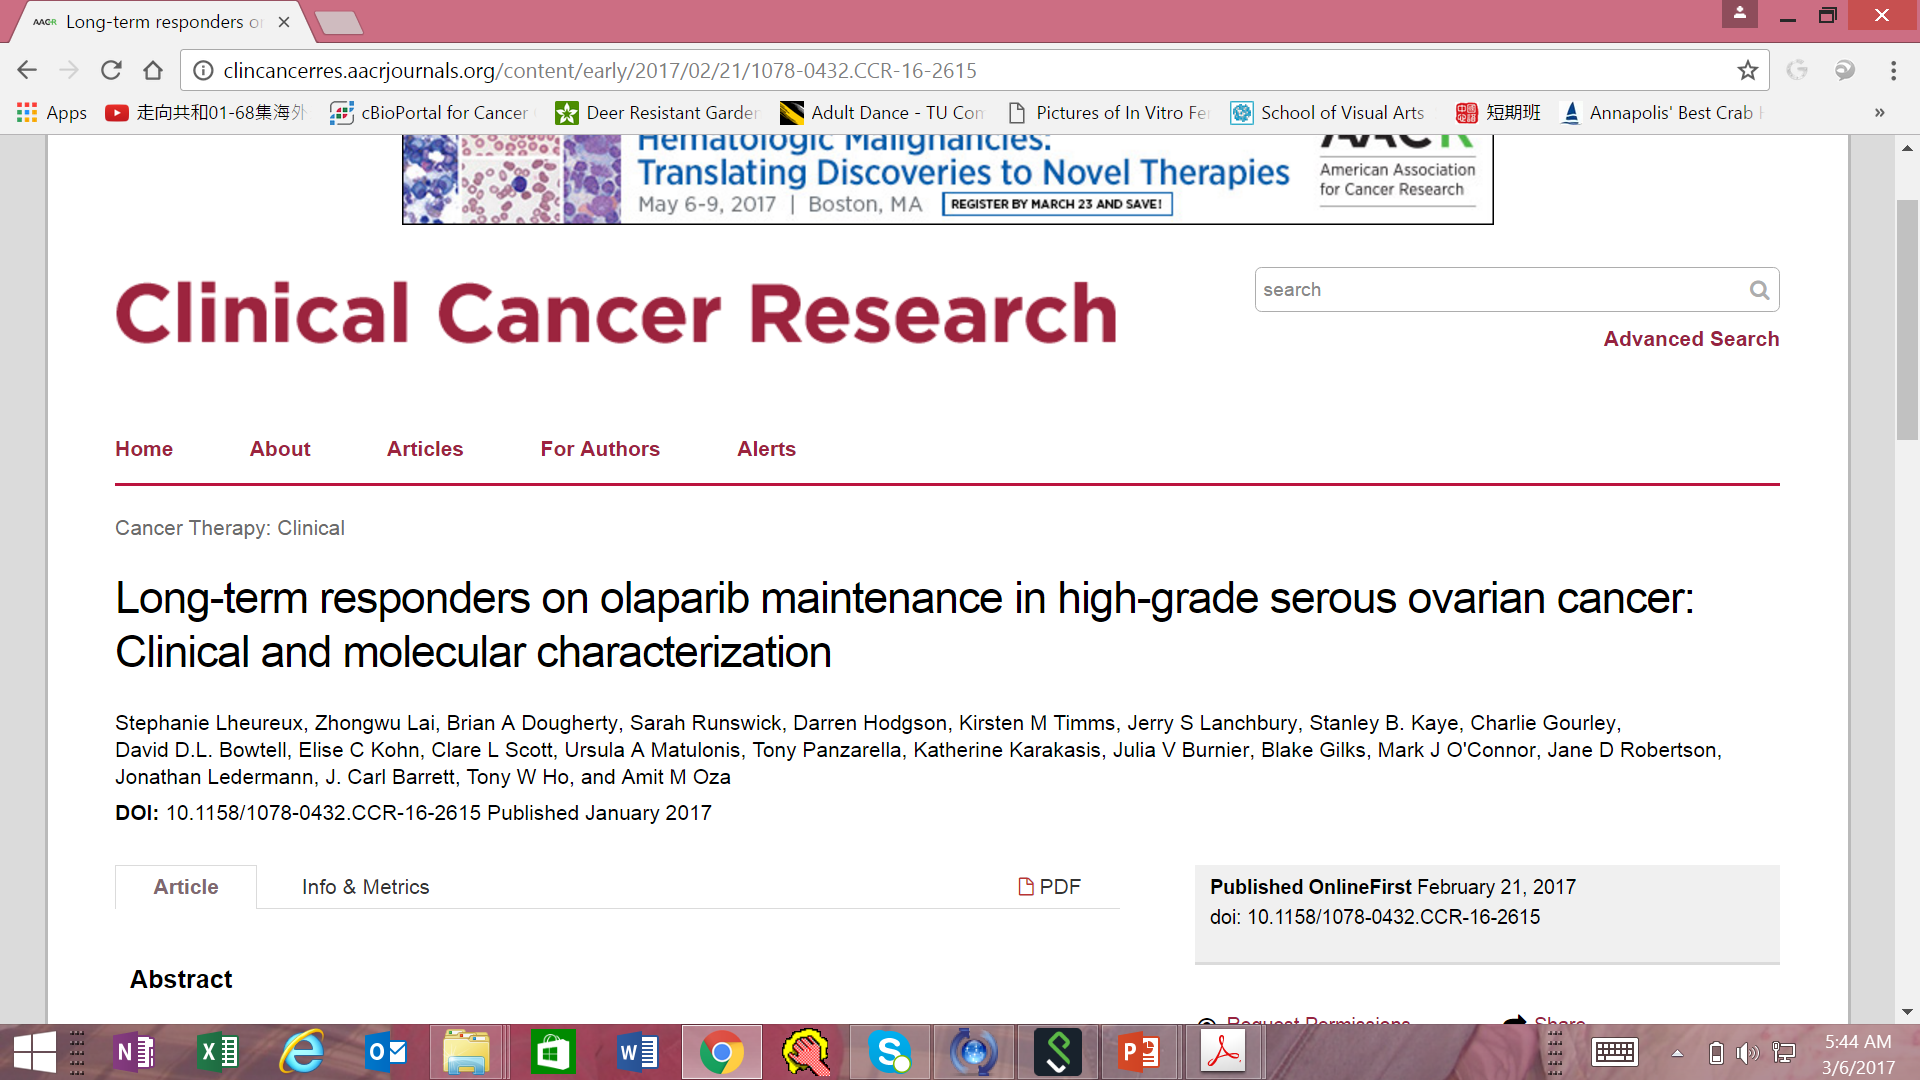 AACR Long-term responders o
clincancerres.aacrjournals.org/content/early/2017/02/21/1078-0432.CCR-16-2615
Apps
走向共和01-68集海外
cBioPortal for Cancer
Deer Resistant Garden
Adult Dance - TU Com
Pictures of In Vitro Fer
School of Visual Arts
短期班
Annapolis' Best Crab H
»
Hematologic Malignancies:
Translating Discoveries to Novel Therapies
May 6-9, 2017 | Boston, MA REGISTER BY MARCH 23 AND SAVE!
AACR
American Association
for Cancer Research
Clinical Cancer Research
search
Advanced Search
Home About Articles For Authors Alerts
Cancer Therapy: Clinical
Long-term responders on olaparib maintenance in high-grade serous ovarian cancer:
Clinical and molecular characterization
Stephanie Lheureux, Zhongwu Lai, Brian A Dougherty, Sarah Runswick, Darren Hodgson, Kirsten M Timms, Jerry S Lanchbury, Stanley B. Kaye, Charlie Gourley,
David D.L. Bowtell, Elise C Kohn, Clare L Scott, Ursula A Matulonis, Tony Panzarella, Katherine Karakasis, Julia V Burnier, Blake Gilks, Mark J O'Connor, Jane D Robertson,
Jonathan Ledermann, J. Carl Barrett, Tony W Ho, and Amit M Oza
DOI: 10.1158/1078-0432.CCR-16-2615 Published January 2017
Article Info & Metrics PDF
Published OnlineFirst February 21, 2017
doi: 10.1158/1078-0432.CCR-16-2615
Abstract
Request Permissions Share
5:44 AM
3/6/2017